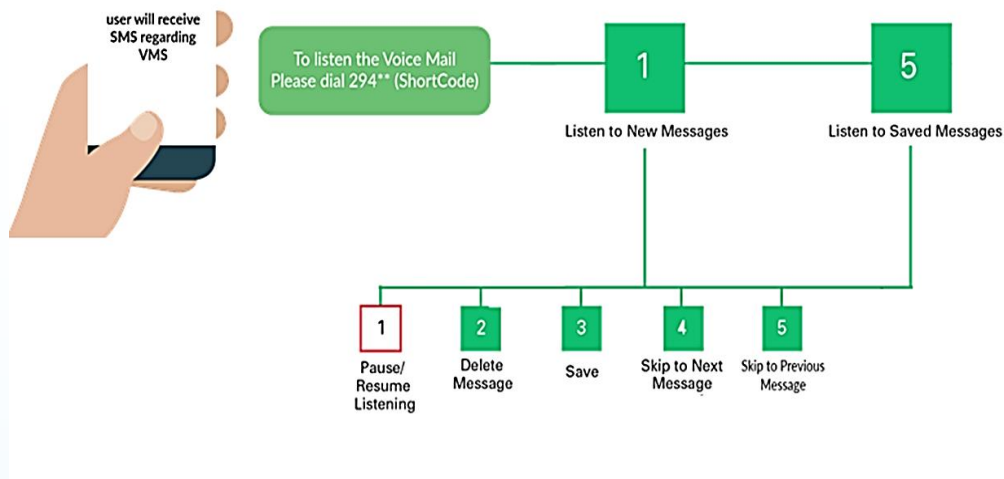 user will receive
SMS regarding
VMS
To listen the Voice Mail
Please dial 294** (ShortCode)
1
5
Listen to New Messages
Listen to Saved Messages
1
2
3
4
5
Pause/
Resume
Listening
Delete
Message
Save
Skip to Next
Message
Skip to Previous
Message